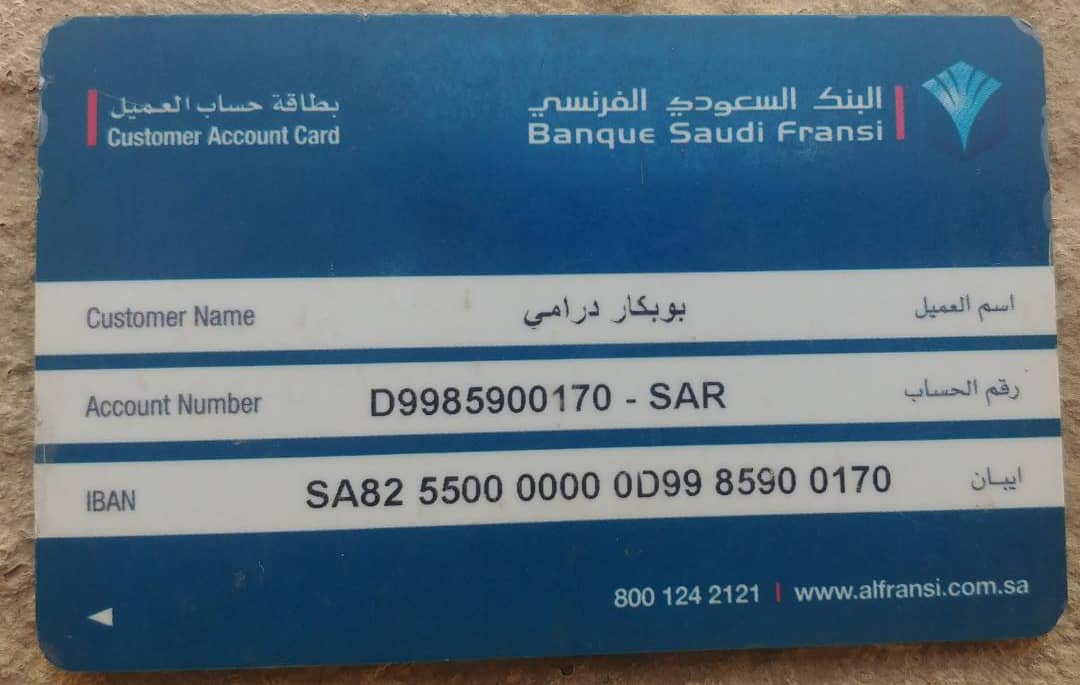 بطاقة حساب العميل
Customer Account Card
البنك السعودي الفرنسي
Banque Saudi Fransi
Customer Name بوبكار درامي اسم العميل
Account Number D9985900170 - SAR رقم الحساب
IBAN SA82 5500 0000 0D99 8590 0170 ايبان
800 124 2121 | www.alfransi.com.sa